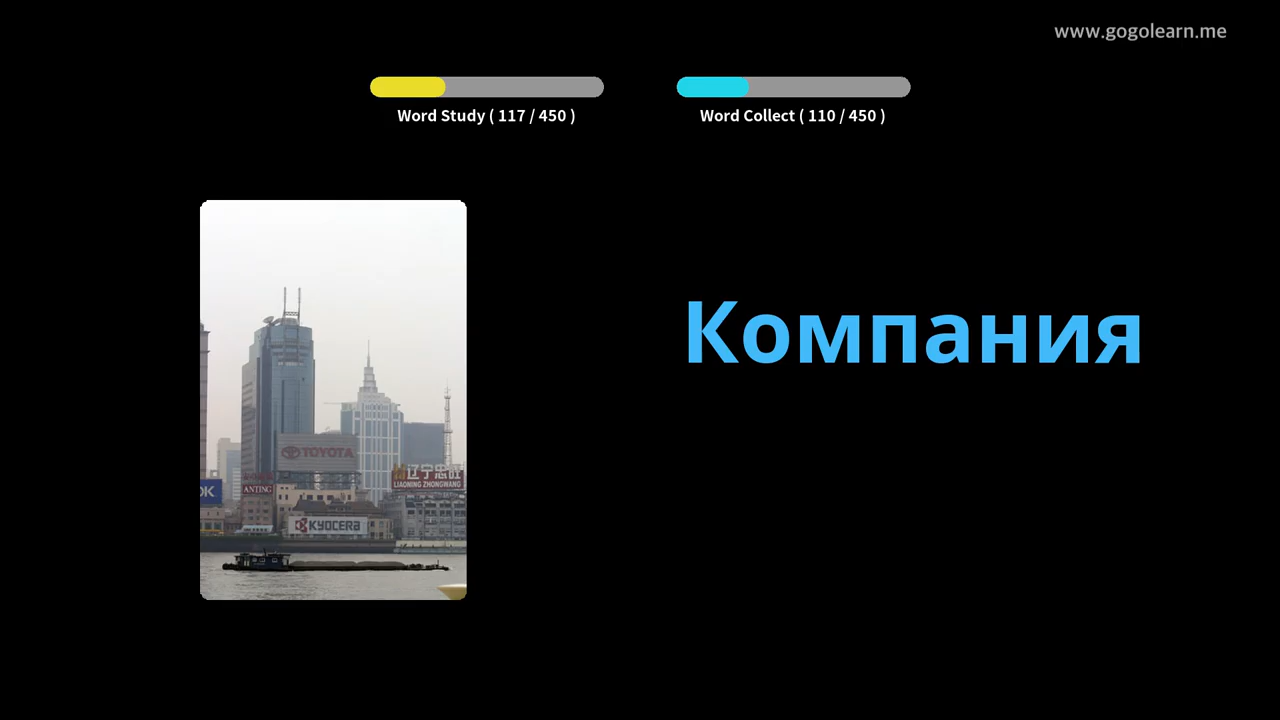 www.gogolearn.me
Word Study ( 117 / 450 )
Word Collect ( 110 / 450 )
Компания
TOYOTA
辽宁忠旺
LIAONING ZHONGWANG
OK
ANTING
KYOCERA